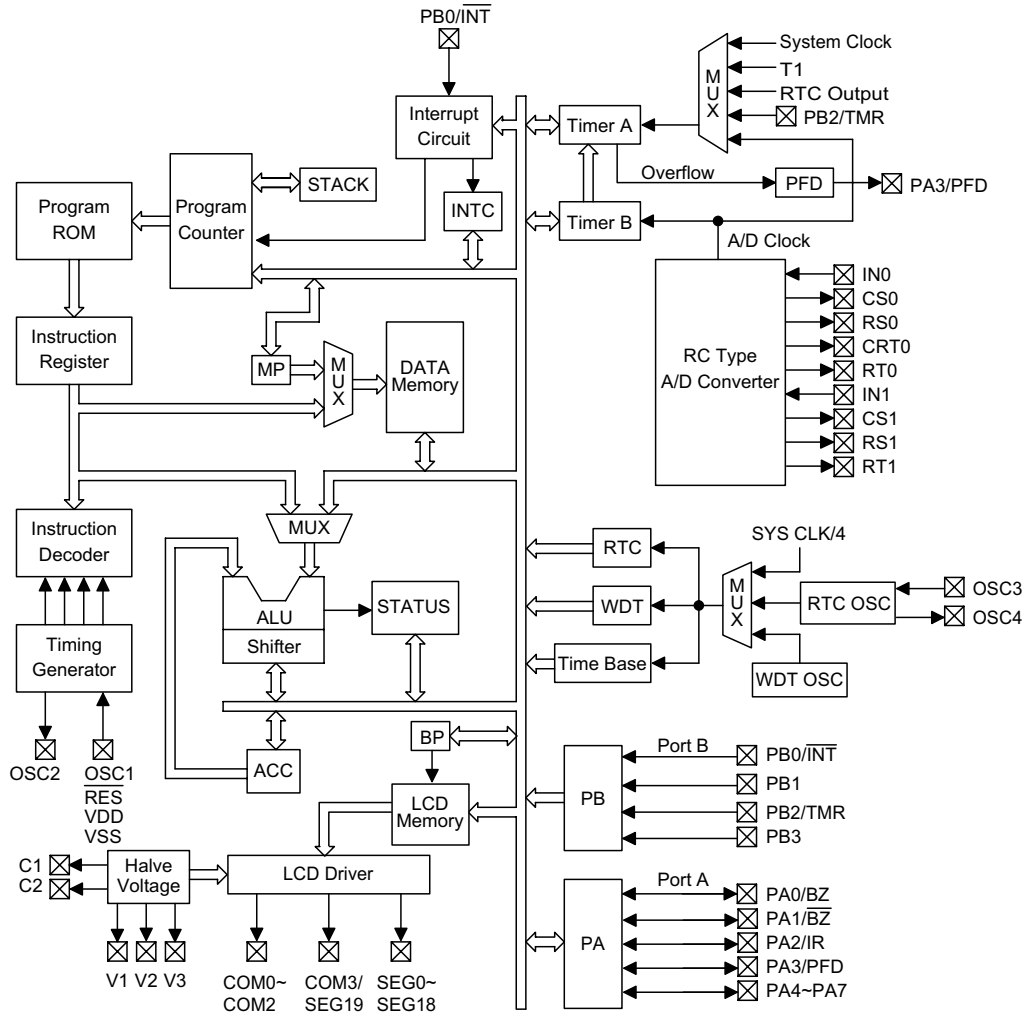 PB0/I̅N̅T̅
System Clock
T1
RTC Output
PB2/TMR
MUX
Interrupt
Circuit
Timer A
Overflow
PFD
PA3/PFD
STACK
INTC
Timer B
A/D Clock
Program
ROM
Program
Counter
Instruction
Register
MP
MUX
DATA
Memory
RC Type
A/D Converter
IN0
CS0
RS0
CRT0
RT0
IN1
CS1
RS1
RT1
Instruction
Decoder
MUX
ALU
Shifter
STATUS
Timing
Generator
RTC
WDT
Time Base
MUX
SYS CLK/4
RTC OSC
WDT OSC
OSC3
OSC4
OSC2
OSC1
R̅E̅S̅
VDD
VSS
ACC
BP
LCD
Memory
PB
Port B
PB0/I̅N̅T̅
PB1
PB2/TMR
PB3
C1
C2
Halve
Voltage
LCD Driver
V1 V2 V3
COM0~
COM2
COM3/
SEG19
SEG0~
SEG18
PA
Port A
PA0/BZ
PA1/B̅Z̅
PA2/IR
PA3/PFD
PA4~PA7